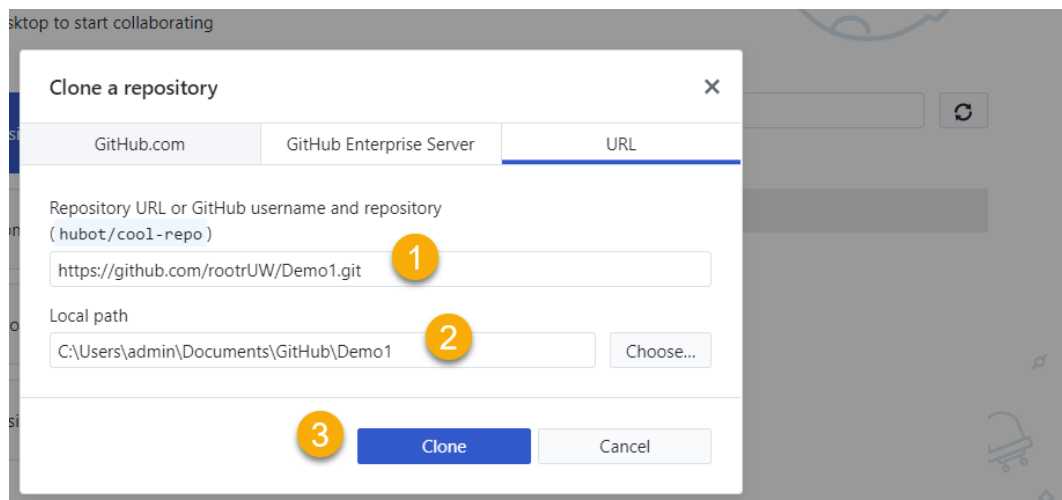 sktop to start collaborating
Clone a repository
GitHub.com
GitHub Enterprise Server
URL
Repository URL or GitHub username and repository
(hubot/cool-repo)
1
https://github.com/rootrUW/Demo1.git
Local path
2
C:\Users\admin\Documents\GitHub\Demo1
Choose...
3
Clone
Cancel